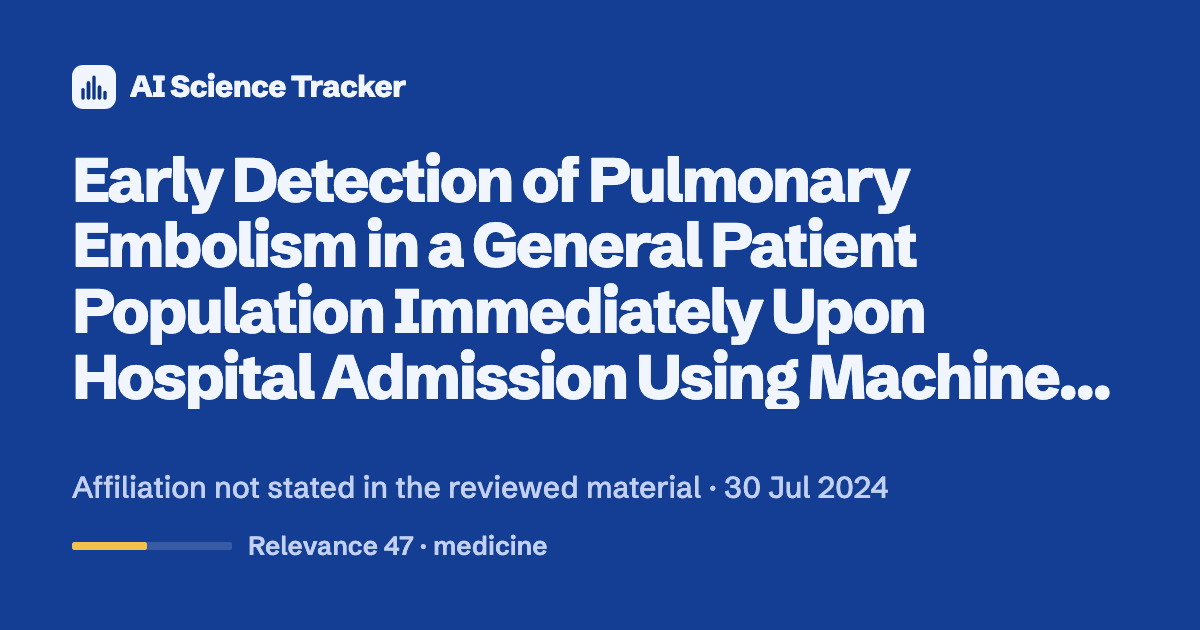 AI Science Tracker
Early Detection of Pulmonary
Embolism in a General Patient
Population Immediately Upon
Hospital Admission Using Machine...
Affiliation not stated in the reviewed material · 30 Jul 2024
Relevance 47 · medicine